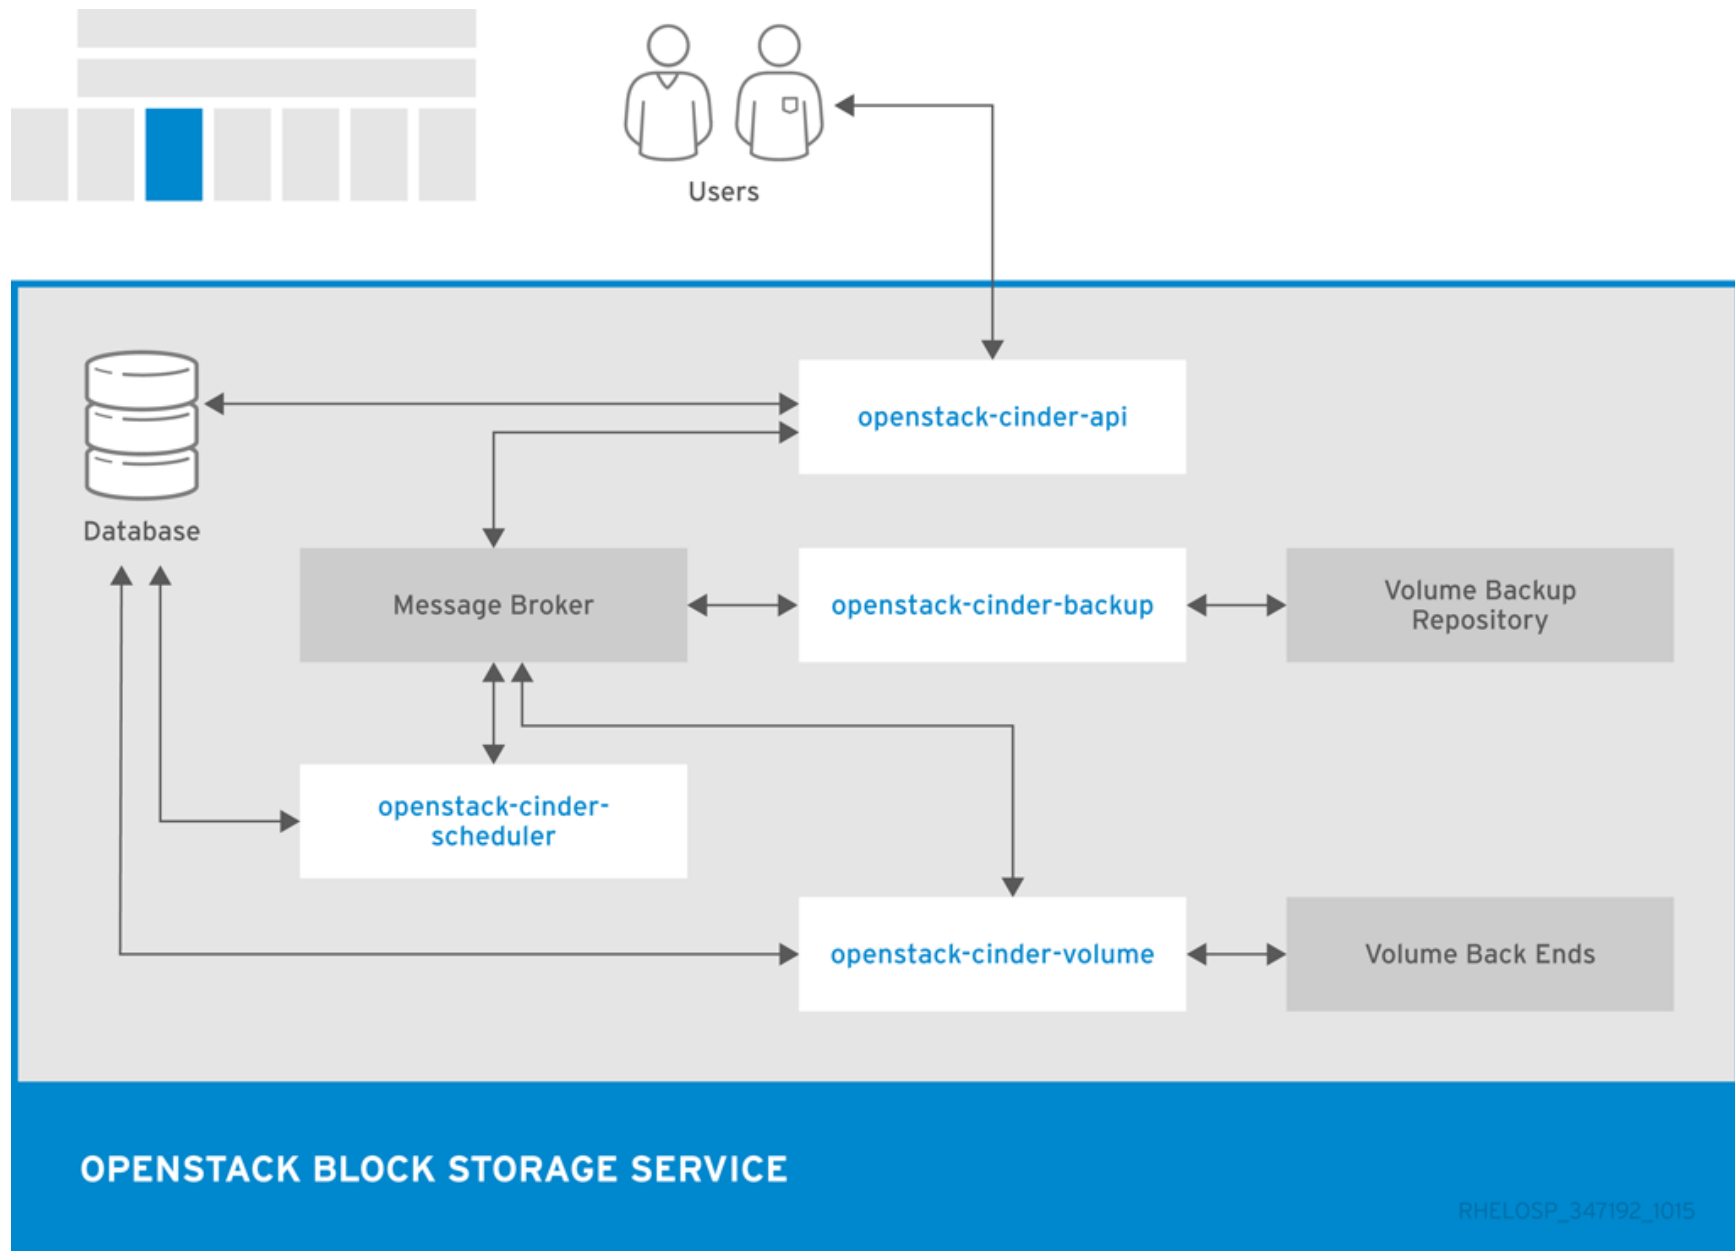 Users
openstack-cinder-api
Database
Message Broker
openstack-cinder-backup
Volume Backup
Repository
openstack-cinder-
scheduler
openstack-cinder-volume
Volume Back Ends
OPENSTACK BLOCK STORAGE SERVICE
RHELOSP_347192_1015